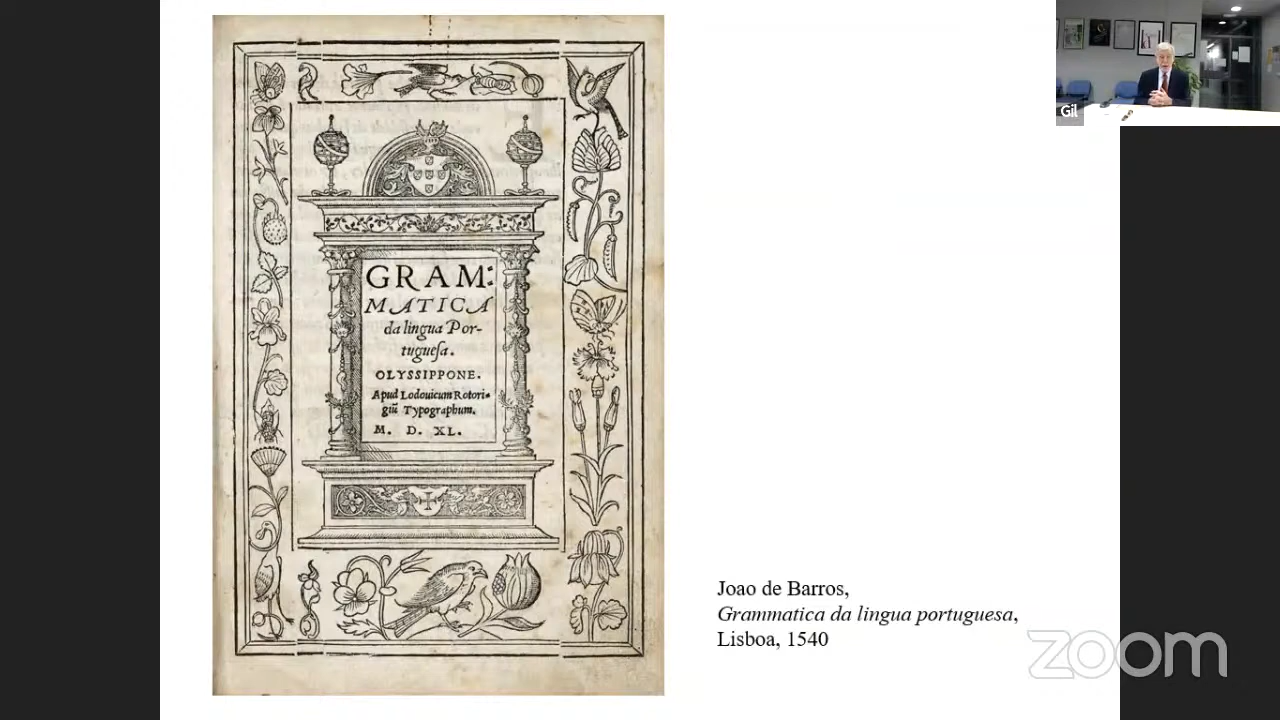 GRAM:
MATICA
da lingua Por-
tugueſa.
OLYSSIPPONE.
Apud Lodouicum Rotori-
giũ Typographum.
M. D. XL.
Gil
Joao de Barros,
Grammatica da lingua portuguesa,
Lisboa, 1540
zoom